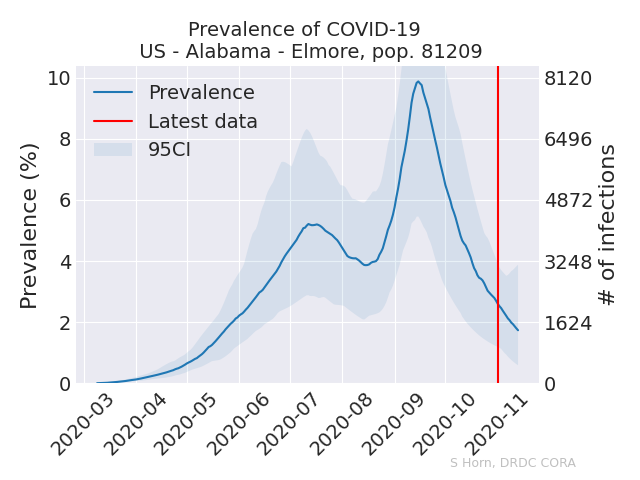 Prevalence of COVID-19
US - Alabama - Elmore, pop. 81209
Prevalence
Latest data
95CI
Prevalence (%)
10
8
6
4
2
0
8120
6496
4872
3248
1624
0
# of infections
2020-03
2020-04
2020-05
2020-06
2020-07
2020-08
2020-09
2020-10
2020-11
S Horn, DRDC CORA